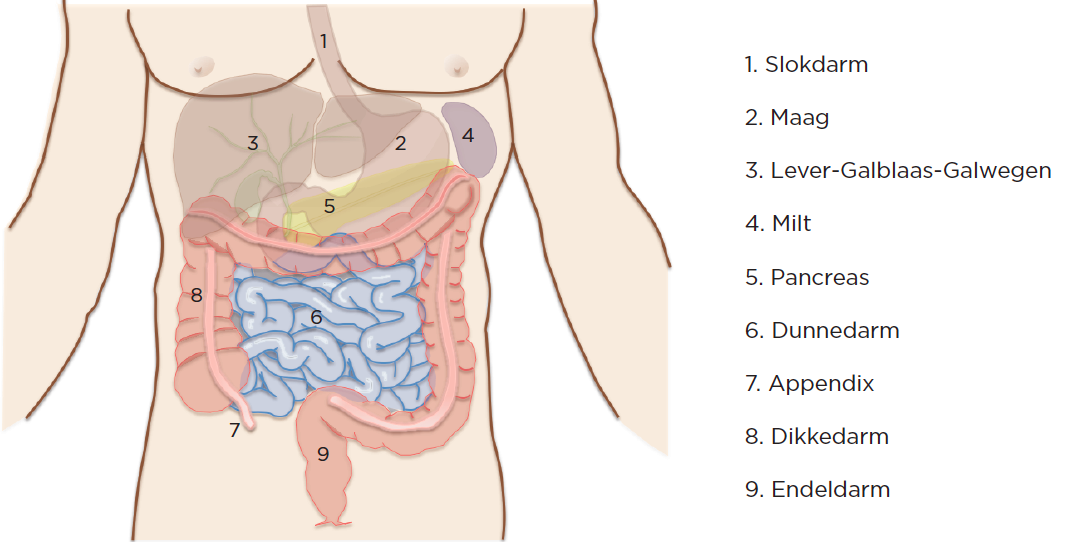 1
2
3
4
5
6
7
8
9
1. Slokdarm
2. Maag
3. Lever-Galblaas-Galwegen
4. Milt
5. Pancreas
6. Dunnedarm
7. Appendix
8. Dikkedarm
9. Endeldarm